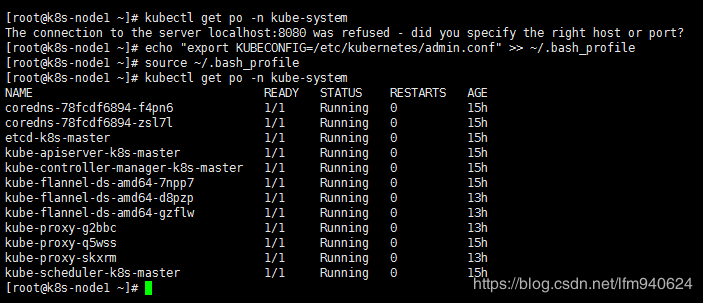 [root@k8s-node1 ~]# kubectl get po -n kube-system
The connection to the server localhost:8080 was refused - did you specify the right host or port?
[root@k8s-node1 ~]# echo "export KUBECONFIG=/etc/kubernetes/admin.conf" >> ~/.bash_profile
[root@k8s-node1 ~]# source ~/.bash_profile
[root@k8s-node1 ~]# kubectl get po -n kube-system
NAME READY STATUS RESTARTS AGE
coredns-78fcdf6894-f4pn6 1/1 Running 0 15h
coredns-78fcdf6894-zsl7l 1/1 Running 0 15h
etcd-k8s-master 1/1 Running 0 15h
kube-apiserver-k8s-master 1/1 Running 0 15h
kube-controller-manager-k8s-master 1/1 Running 0 15h
kube-flannel-ds-amd64-7npp7 1/1 Running 0 15h
kube-flannel-ds-amd64-d8pzp 1/1 Running 0 13h
kube-flannel-ds-amd64-gzflw 1/1 Running 0 13h
kube-proxy-g2bbc 1/1 Running 0 13h
kube-proxy-q5wss 1/1 Running 0 15h
kube-proxy-skxrm 1/1 Running 0 13h
kube-scheduler-k8s-master 1/1 Running 0 15h
[root@k8s-node1 ~]#
https://blog.csdn.net/lfm940624